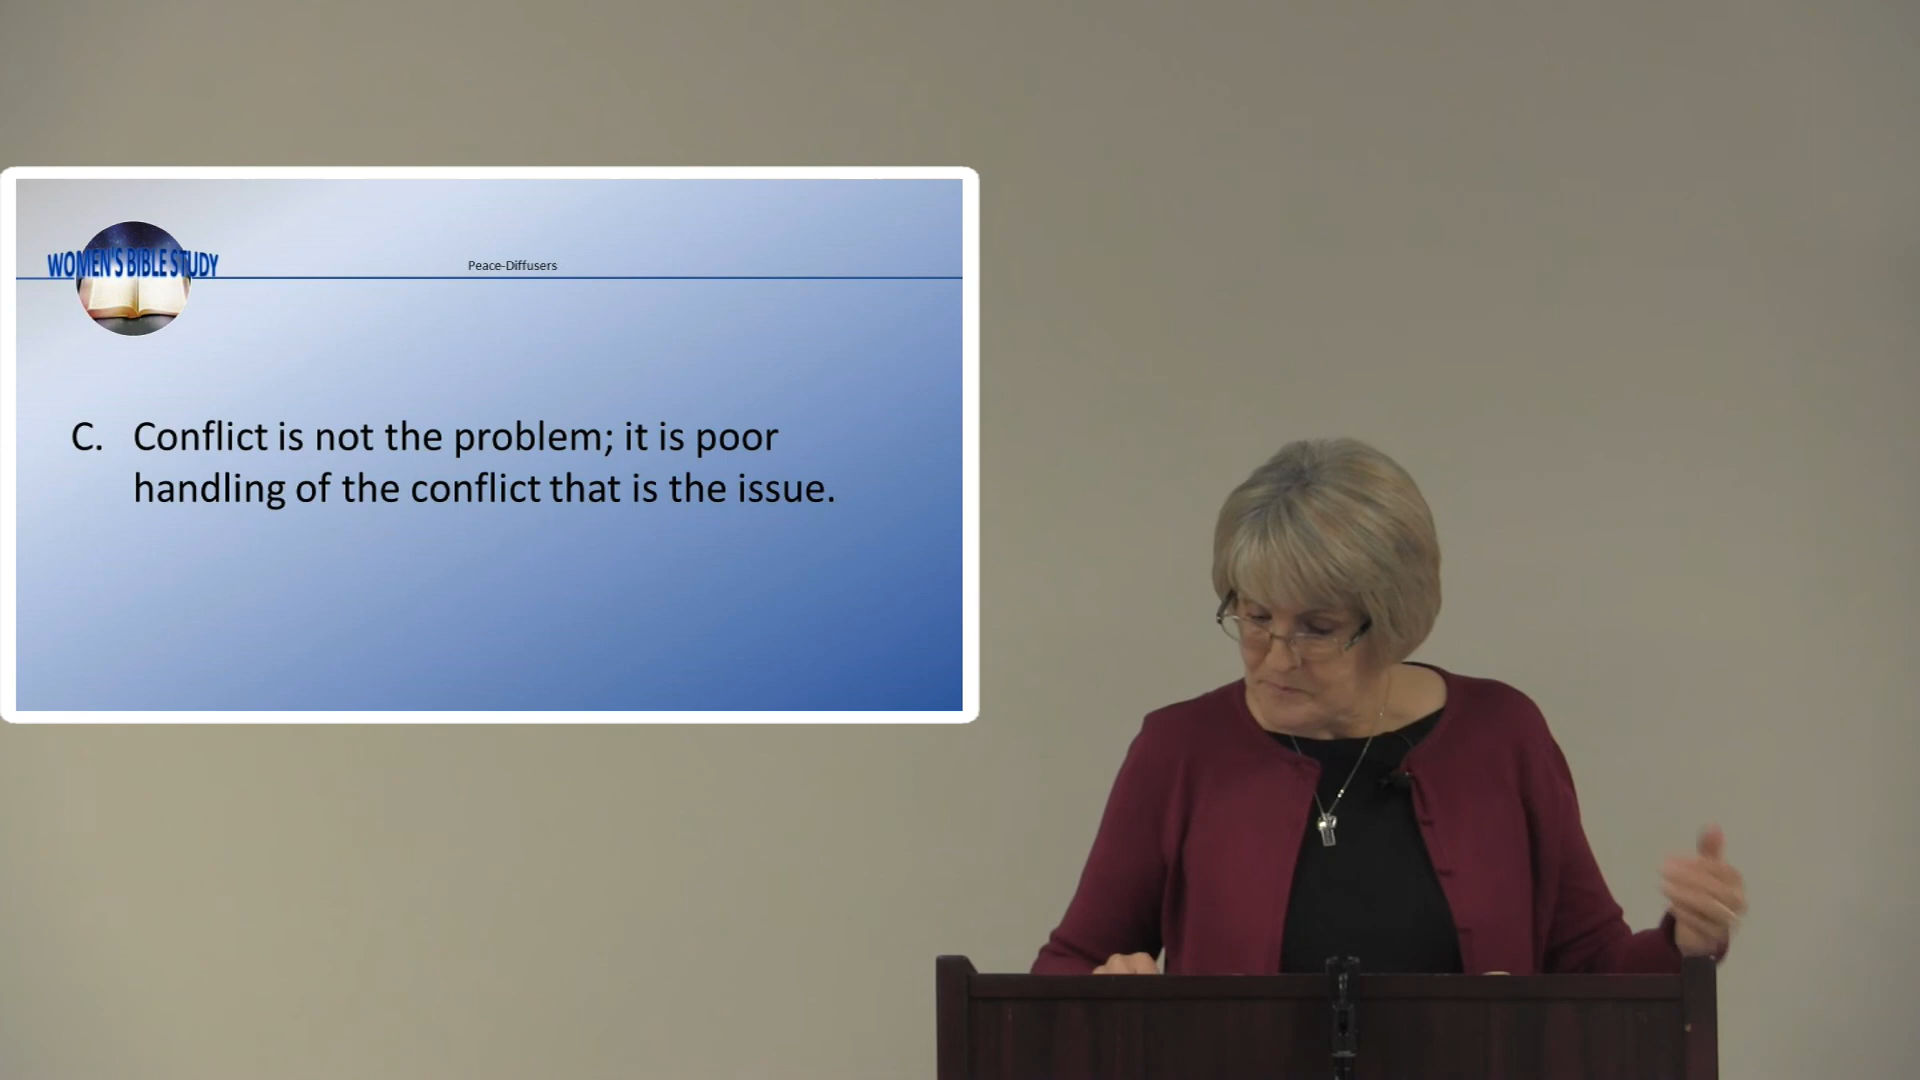 WOMEN'S BIBLE STUDY
Peace-Diffusers
C. Conflict is not the problem; it is poor
handling of the conflict that is the issue.